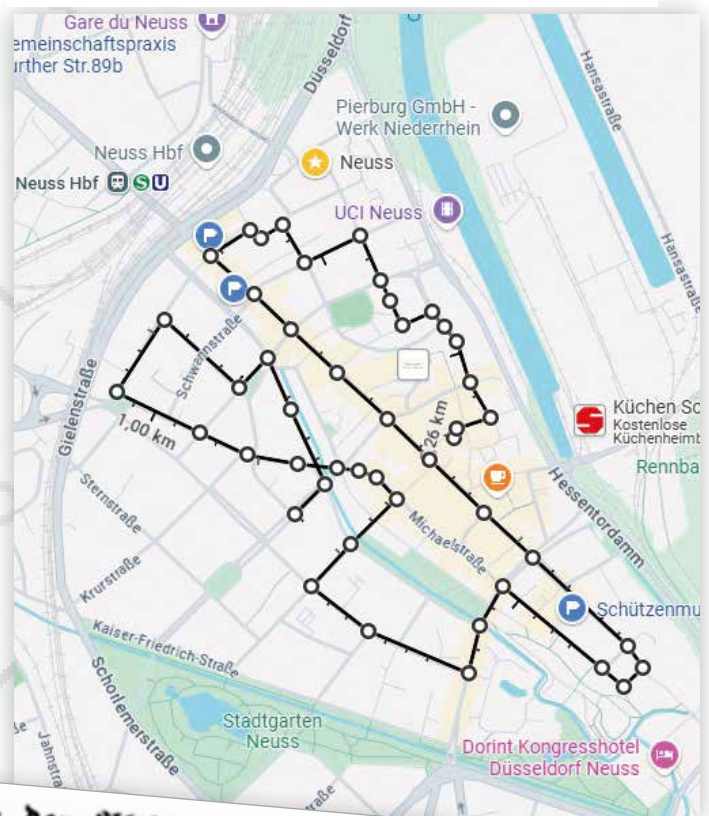 Gare du Neuss
emeinschaftspraxis
urther Str.89b
Düsseldorf
Pierburg GmbH -
Werk Niederrhein
Hansastraße
Neuss Hbf
Neuss Hbf S U
Neuss
UCI Neuss
Hansastraße
Schwannstraße
Gielenstraße
1,00 km
26 km
Küchen Sc
Kostenlose
Küchenheimb
Rennba
Hessentordamm
Sternstraße
Michaelstraße
Krurstraße
Schützenmu
Kaiser-Friedrich-Straße
Schorlemerstraße
Stadtgarten
Neuss
Dorint Kongresshotel
Düsseldorf Neuss
Jahnstra
aße